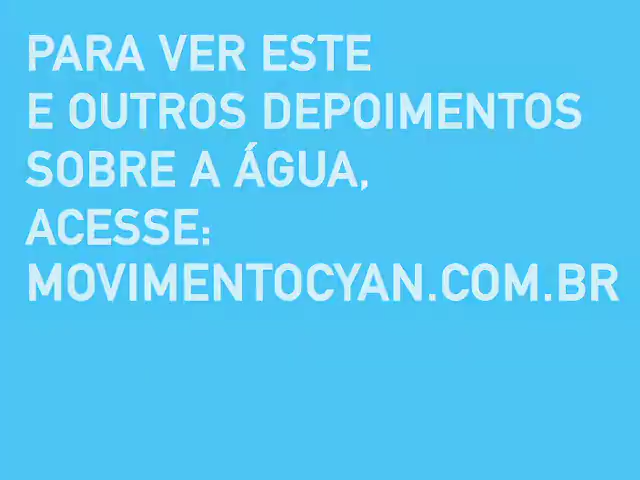 PARA VER ESTE
E OUTROS DEPOIMENTOS
SOBRE A ÁGUA,
ACESSE:
MOVIMENTOCYAN.COM.BR